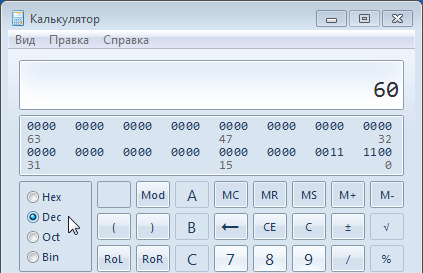 Калькулятор
Вид Правка Справка
60
0000 0000 0000 0000 0000 0000 0000 0000
63 47 32
0000 0000 0000 0000 0000 0000 0011 1100
31 15 0
Hex Mod A MC MR MS M+ M-
Dec ( ) B ← CE C ± √
Oct
Bin RoL RoR C 7 8 9 / %